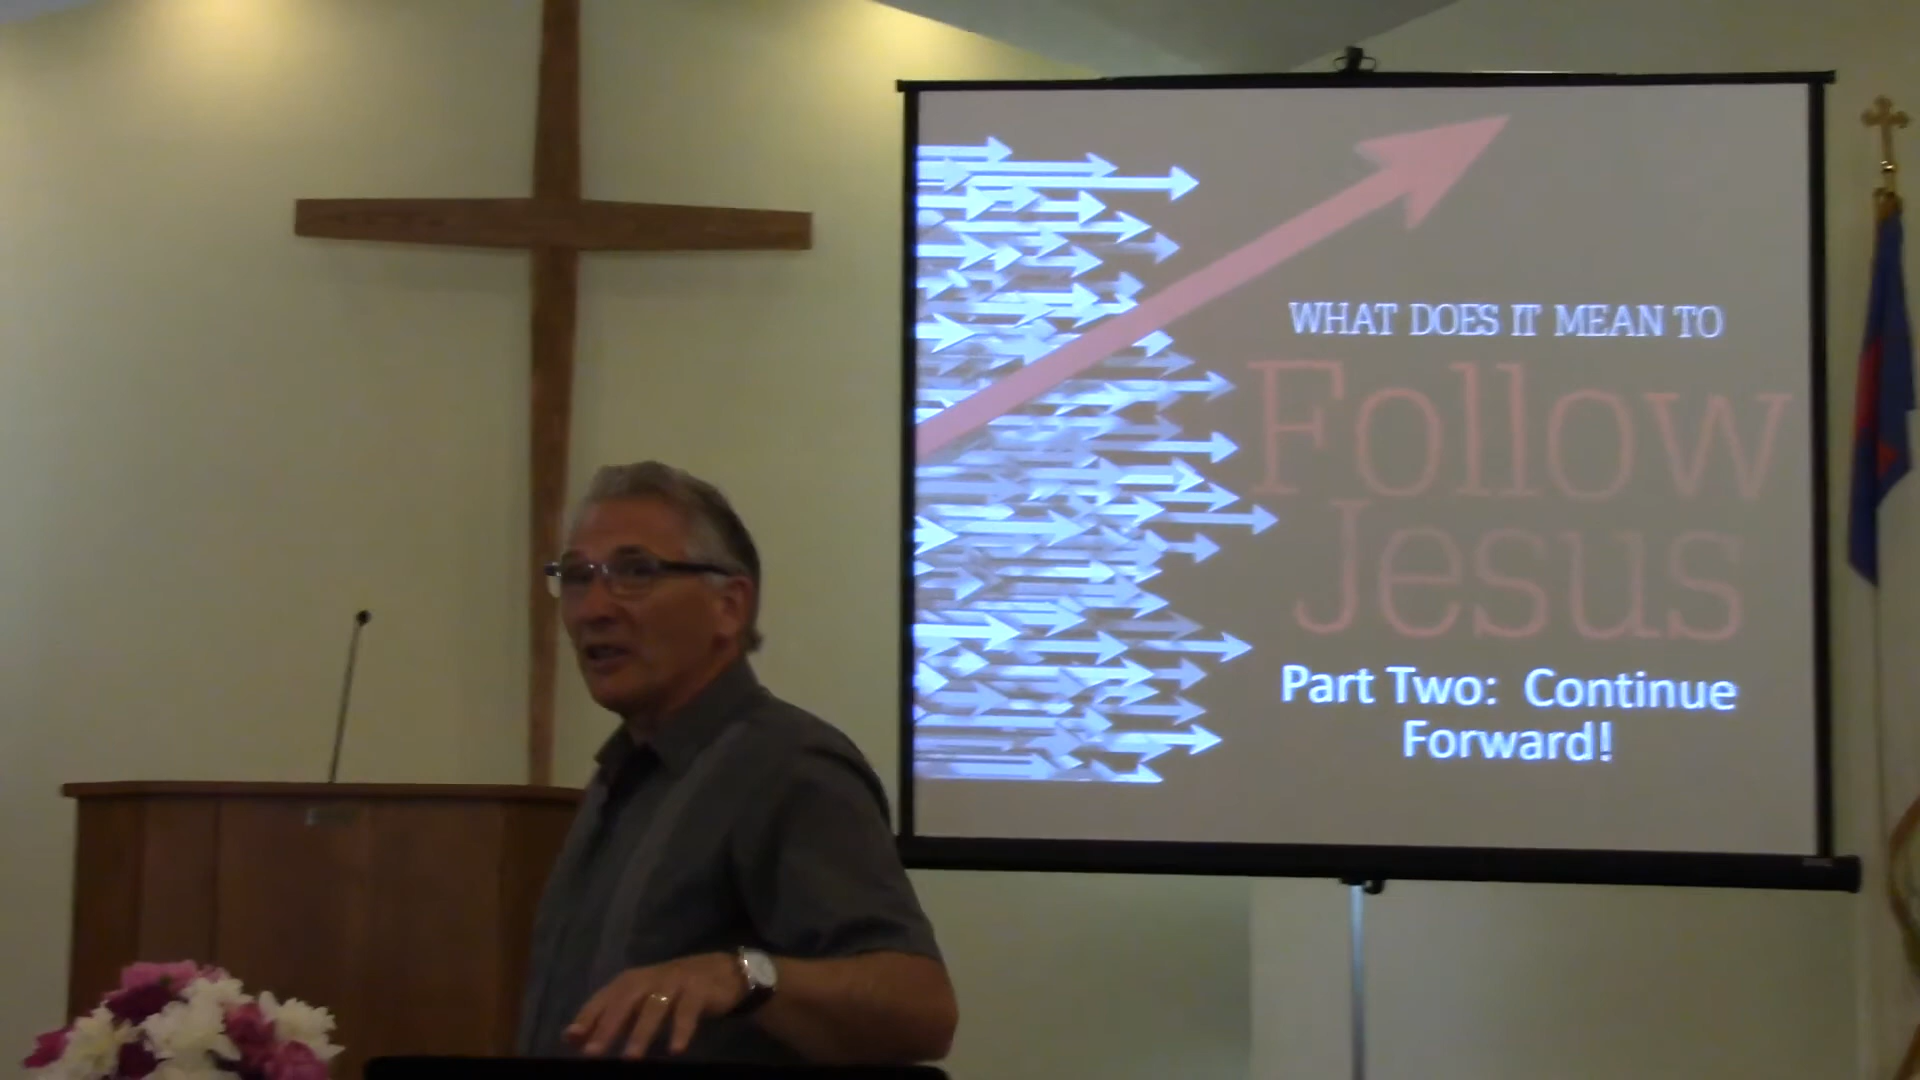 WHAT DOES IT MEAN TO
Follow
Jesus
Part Two: Continue
Forward!